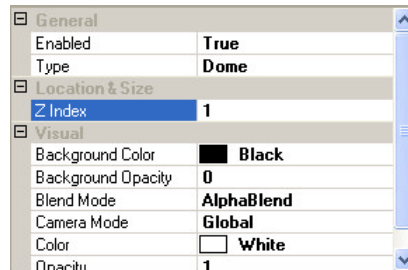 General
Enabled True
Type Dome
Location & Size
Z Index 1
Visual
Background Color Black
Background Opacity 0
Blend Mode AlphaBlend
Camera Mode Global
Color White
Opacity 1